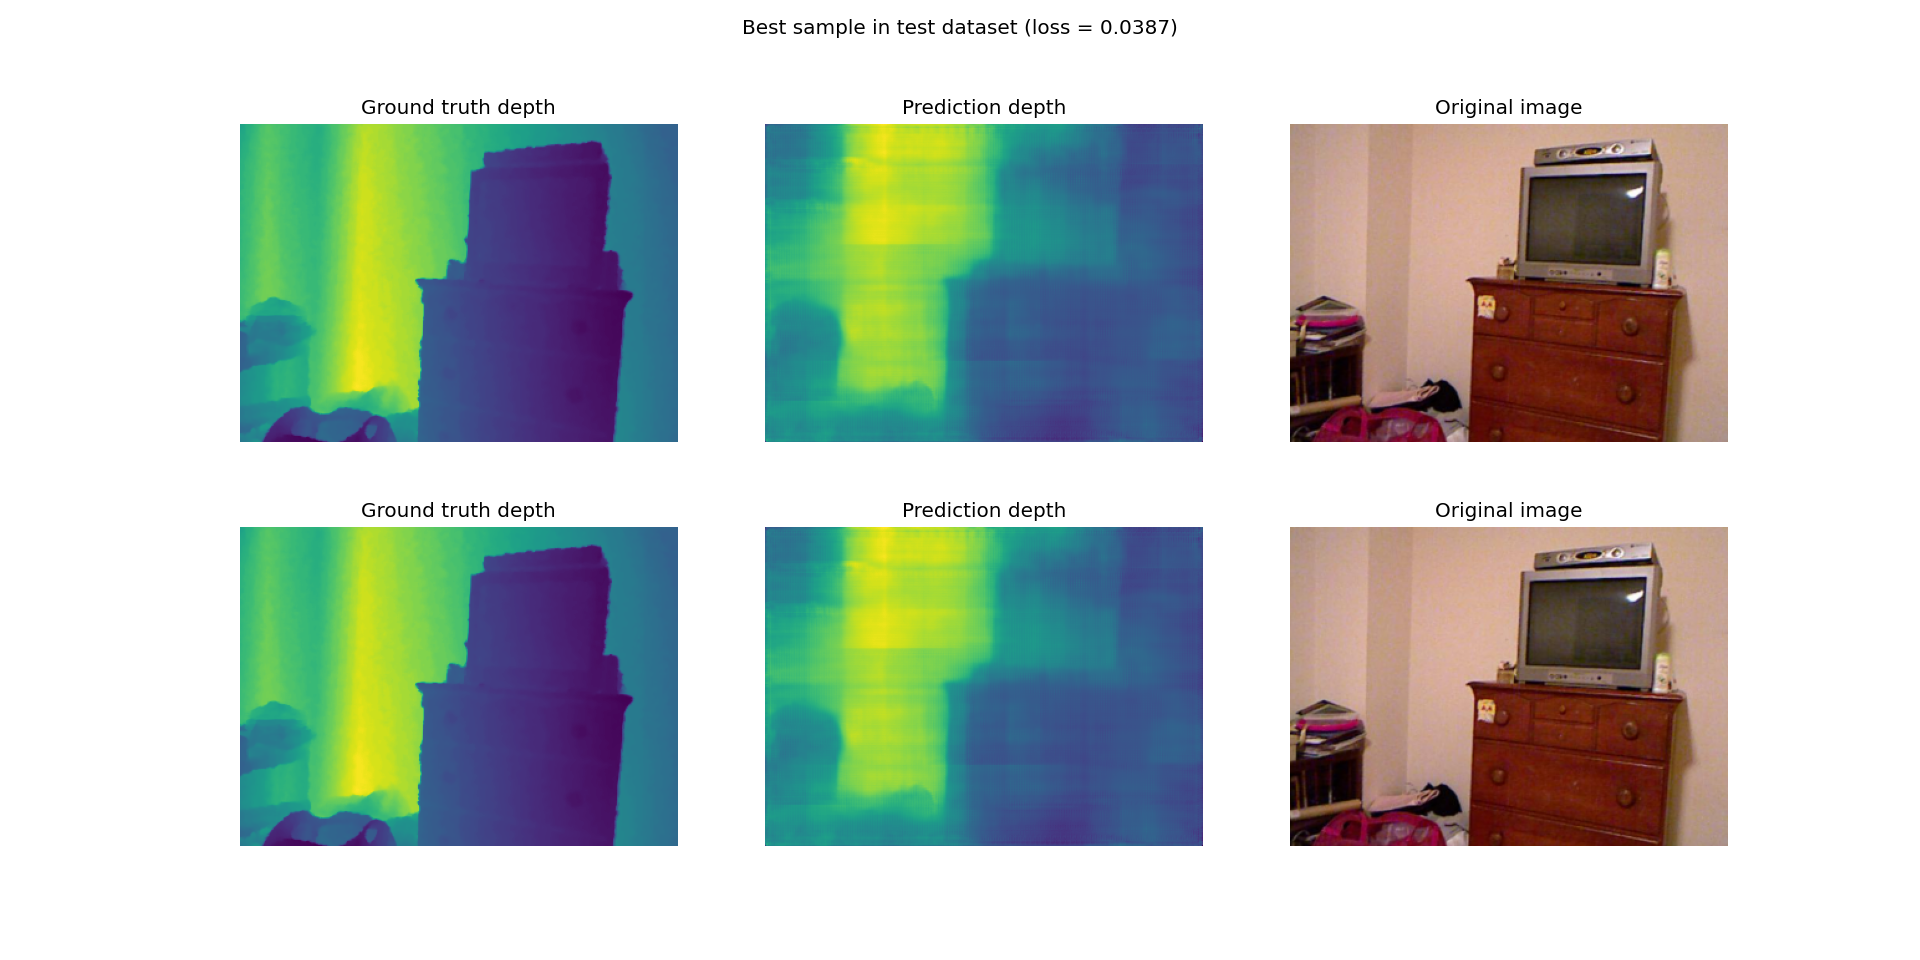 Best sample in test dataset (loss = 0.0387)
Ground truth depth
Prediction depth
Original image
Ground truth depth
Prediction depth
Original image